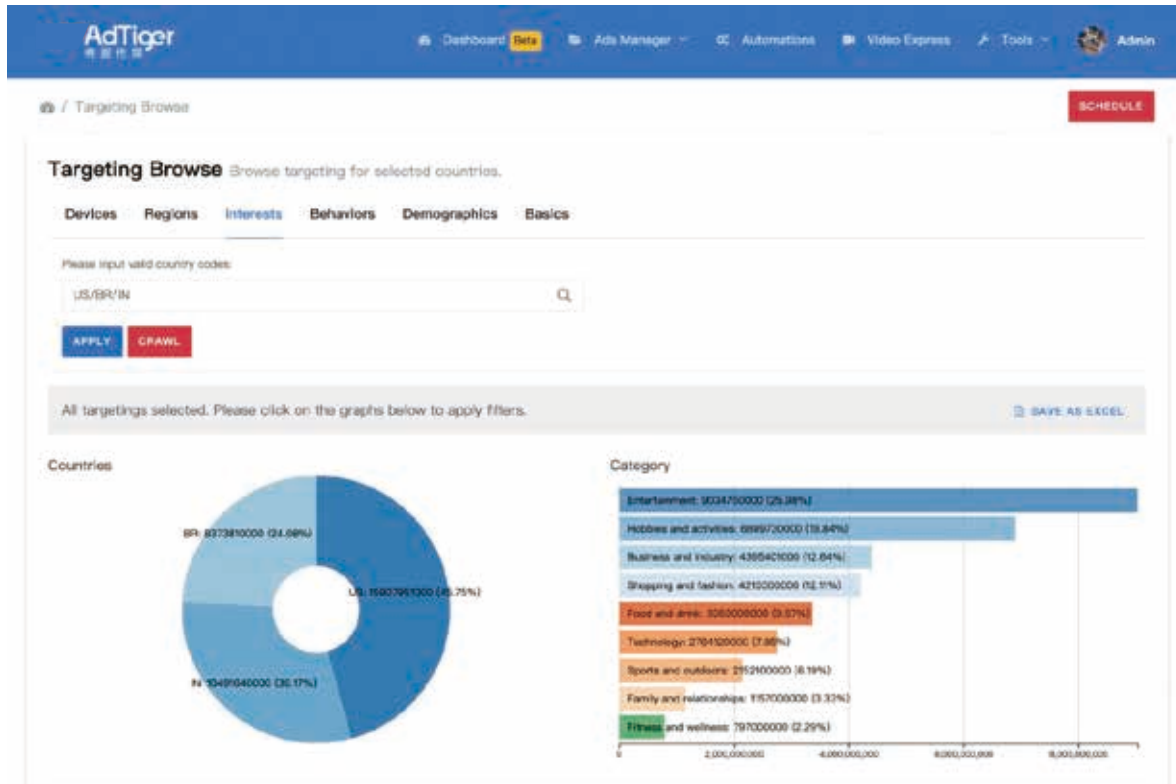 AdTiger
Dashboard Beta Ads Manager Automations Video Express Tools Admin
/ Targeting Browse
SCHEDULE
Targeting Browse Browse targeting for selected countries.
Devices Regions Interests Behaviors Demographics Basics
Please input valid country codes:
US/BR/IN
APPLY CRAWL
All targetings selected. Please click on the graphs below to apply filters.
SAVE AS EXCEL
Countries
BR: 8373810000 (24.08%)
US: (45.75%)
IN: 10491640000 (30.17%)
Category
Entertainment: 9034750000 (25.98%)
Hobbies and activities: 6899730000 (19.84%)
Business and industry: 4395401000 (12.64%)
Shopping and fashion: 4210000000 (12.11%)
Food and drink:
Technology: 2764120000 (7.95%)
Sports and outdoors: 2152100000 (6.19%)
Family and relationships: 1157000000 (3.33%)
Fitness and wellness: 797000000 (2.29%)
0 2,000,000,000 4,000,000,000 6,000,000,000 8,000,000,000